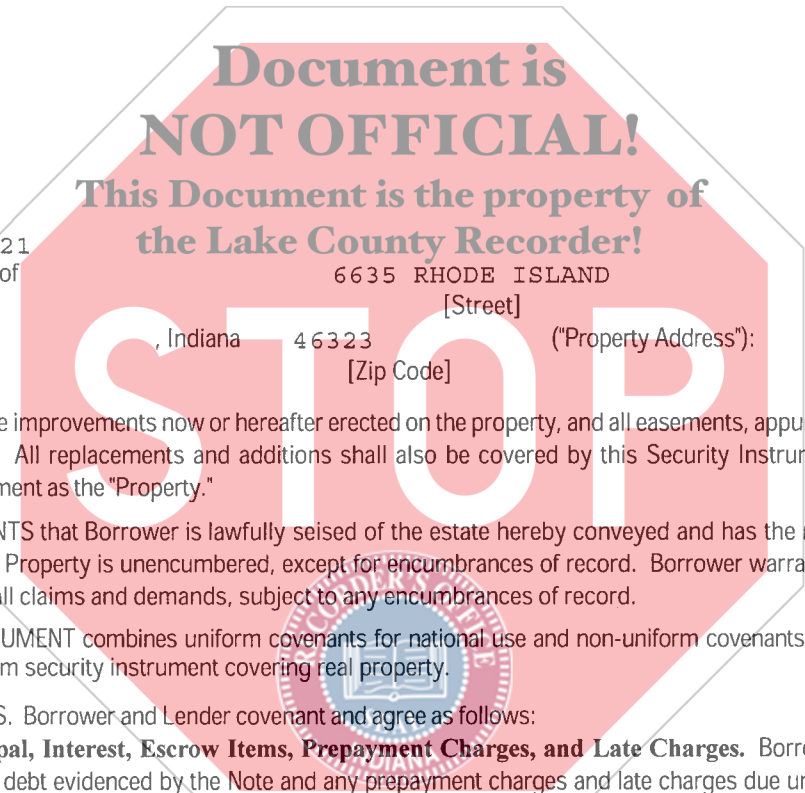 Document is
NOT OFFICIAL!
This Document is the property of
the Lake County Recorder!
21
of 6635 RHODE ISLAND
[Street]
, Indiana 46323 ("Property Address"):
[Zip Code]
STOP
e improvements now or hereafter erected on the property, and all easements, appu
All replacements and additions shall also be covered by this Security Instrum
ment as the "Property."
NTS that Borrower is lawfully seised of the estate hereby conveyed and has the
Property is unencumbered, except for encumbrances of record. Borrower warra
ll claims and demands, subject to any encumbrances of record.
RECORDER'S OFFICE
UMENT combines uniform covenants for national use and non-uniform covenants
m security instrument covering real property.
S. Borrower and Lender covenant and agree as follows:
INDIANA
pal, Interest, Escrow Items, Prepayment Charges, and Late Charges. Borro
debt evidenced by the Note and any prepayment charges and late charges due un